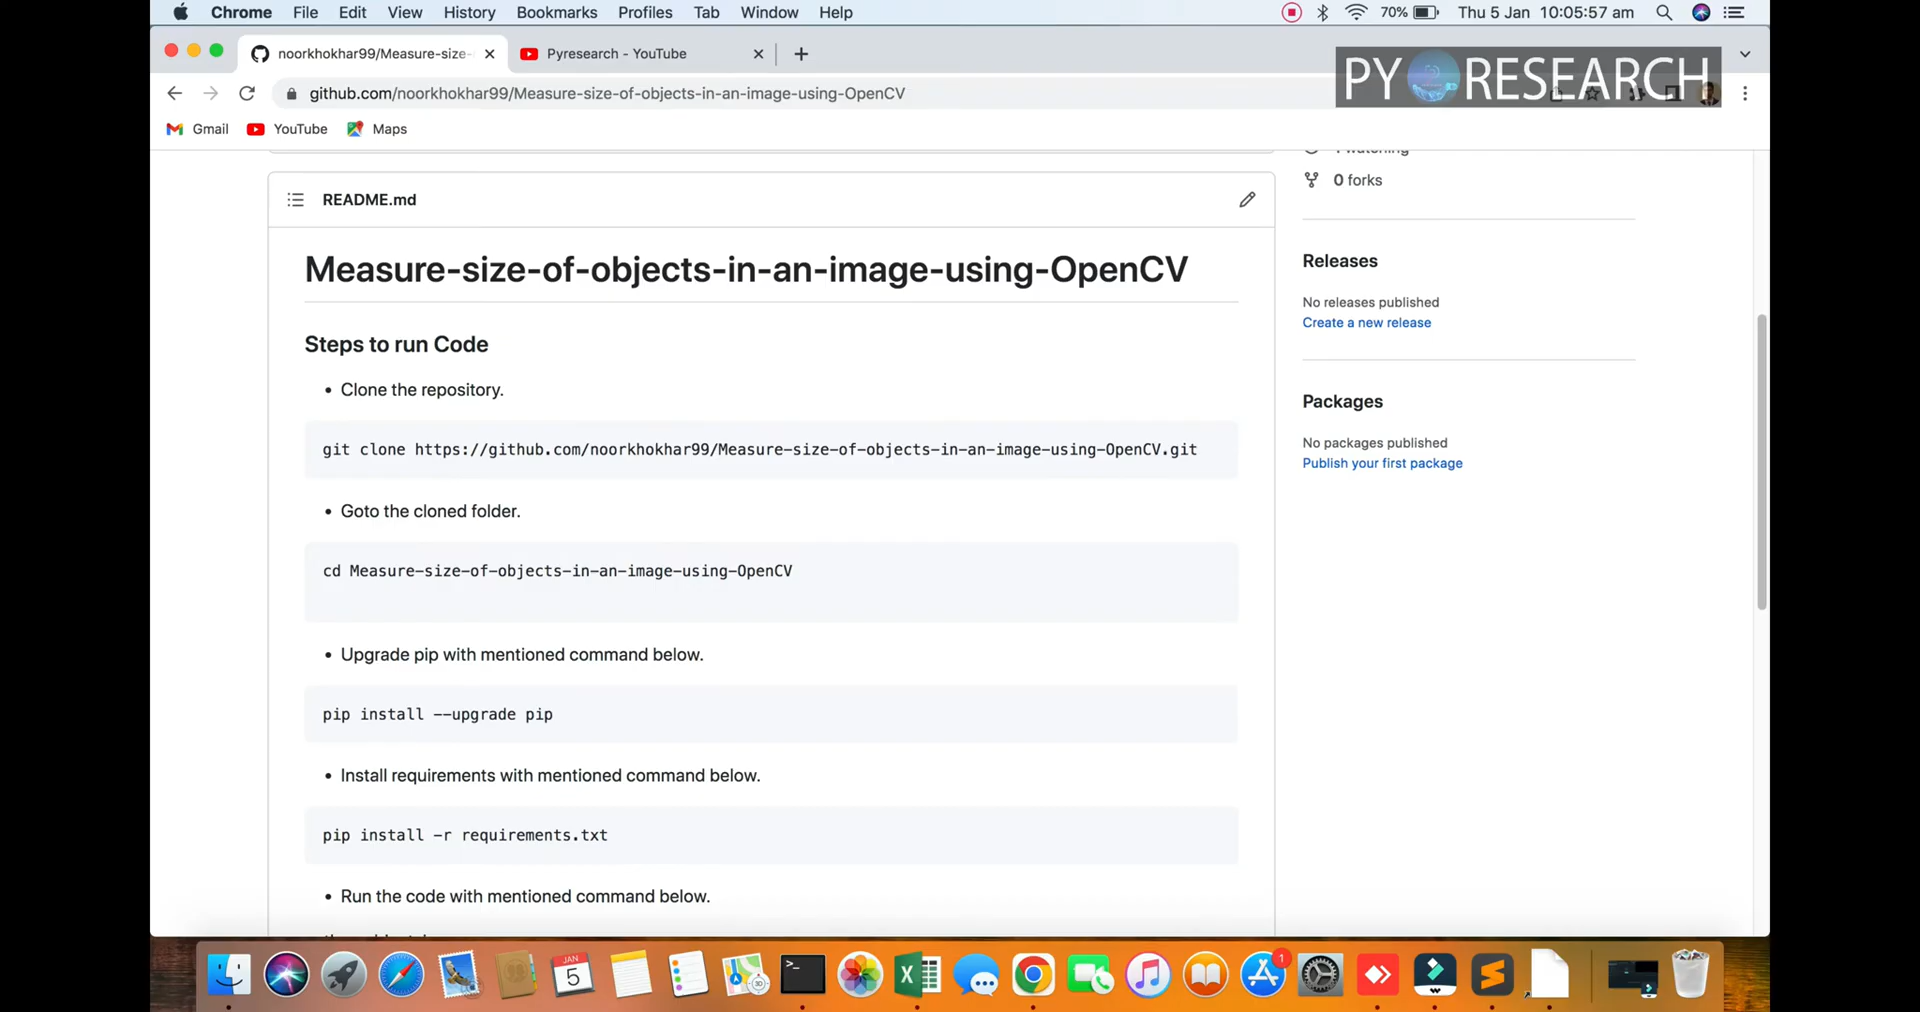 Chrome File Edit View History Bookmarks Profiles Tab Window Help 70% Thu 5 Jan 10:05:57 am
noorkhokhar99/Measure-size- Pyresearch - YouTube
PY RESEARCH
github.com/noorkhokhar99/Measure-size-of-objects-in-an-image-using-OpenCV
Gmail YouTube Maps
watching
0 forks
README.md
Measure-size-of-objects-in-an-image-using-OpenCV
Releases
No releases published
Create a new release
Steps to run Code
• Clone the repository.
git clone https://github.com/noorkhokhar99/Measure-size-of-objects-in-an-image-using-OpenCV.git
Packages
No packages published
Publish your first package
• Goto the cloned folder.
cd Measure-size-of-objects-in-an-image-using-OpenCV
• Upgrade pip with mentioned command below.
pip install --upgrade pip
• Install requirements with mentioned command below.
pip install -r requirements.txt
• Run the code with mentioned command below.
JAN
5
3D
>_
X
1